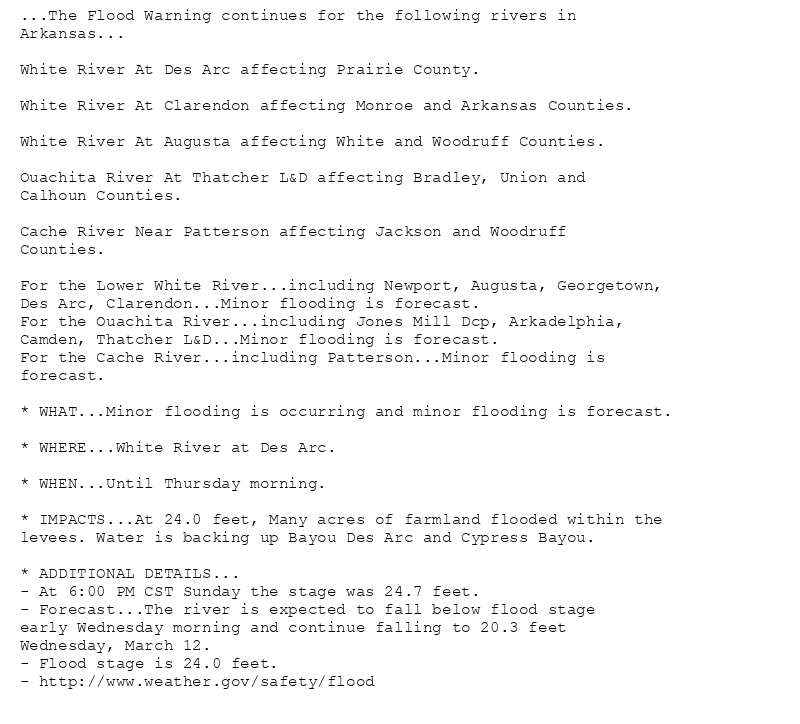 ...The Flood Warning continues for the following rivers in
Arkansas...
White River At Des Arc affecting Prairie County.
White River At Clarendon affecting Monroe and Arkansas Counties.
White River At Augusta affecting White and Woodruff Counties.
Ouachita River At Thatcher L&D affecting Bradley, Union and
Calhoun Counties.
Cache River Near Patterson affecting Jackson and Woodruff
Counties.
For the Lower White River...including Newport, Augusta, Georgetown,
Des Arc, Clarendon...Minor flooding is forecast.
For the Ouachita River...including Jones Mill Dcp, Arkadelphia,
Camden, Thatcher L&D...Minor flooding is forecast.
For the Cache River...including Patterson...Minor flooding is
forecast.
* WHAT...Minor flooding is occurring and minor flooding is forecast.
* WHERE...White River at Des Arc.
* WHEN...Until Thursday morning.
* IMPACTS...At 24.0 feet, Many acres of farmland flooded within the
levees. Water is backing up Bayou Des Arc and Cypress Bayou.
* ADDITIONAL DETAILS...
- At 6:00 PM CST Sunday the stage was 24.7 feet.
- Forecast...The river is expected to fall below flood stage
early Wednesday morning and continue falling to 20.3 feet
Wednesday, March 12.
- Flood stage is 24.0 feet.
- http://www.weather.gov/safety/flood